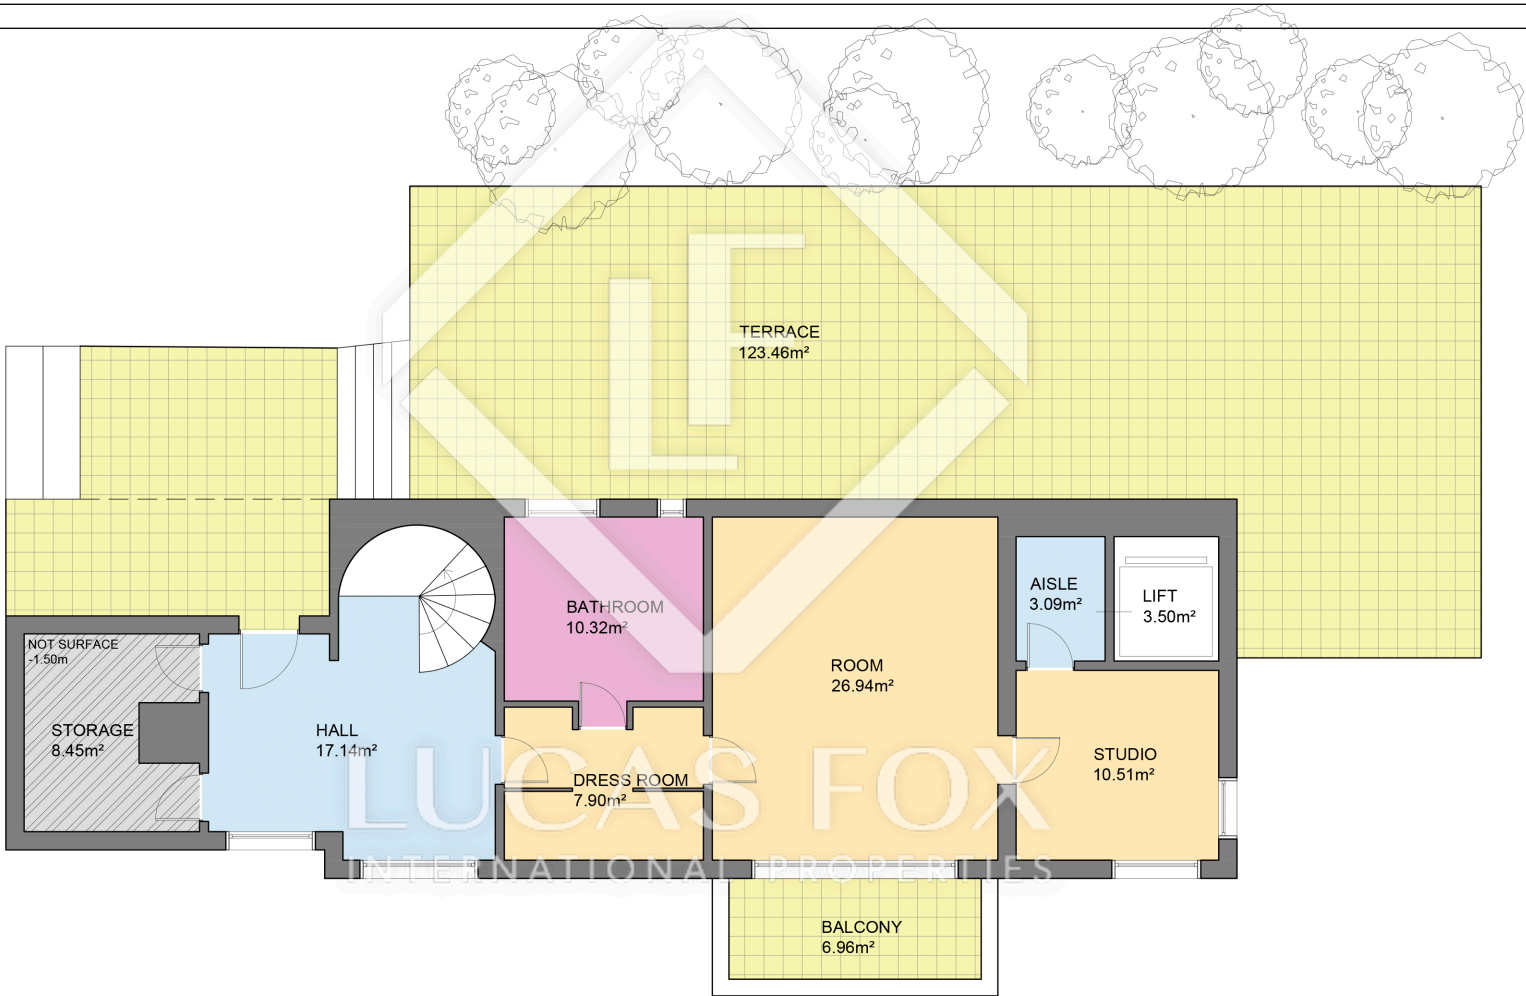 LF
TERRACE
123.46m²
AISLE
3.09m²
LIFT
3.50m²
BATHROOM
10.32m²
NOT SURFACE
-1.50m
ROOM
26.94m²
STORAGE
8.45m²
HALL
17.14m²
STUDIO
10.51m²
DRESS ROOM
7.90m²
LUCAS FOX
INTERNATIONAL PROPERTIES
BALCONY
6.96m²